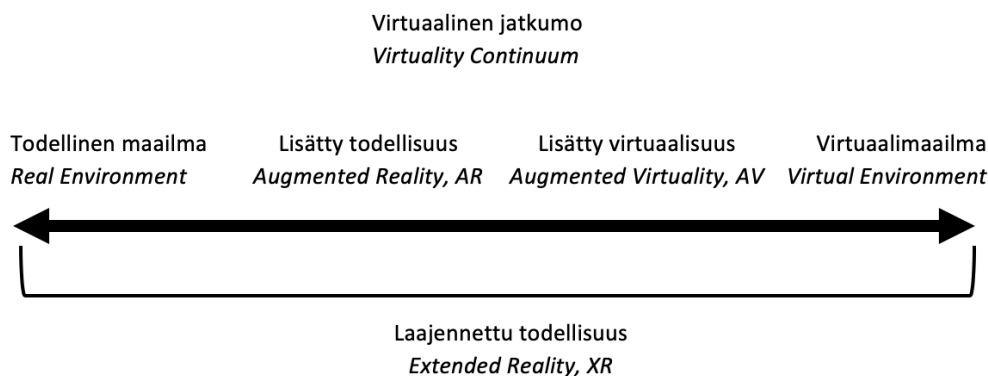 Virtuaalinen jatkumo
Virtuality Continuum
Todellinen maailma
Real Environment
Lisätty todellisuus
Augmented Reality, AR
Lisätty virtuaalisuus
Augmented Virtuality, AV
Virtuaalimaailma
Virtual Environment
Laajennettu todellisuus
Extended Reality, XR